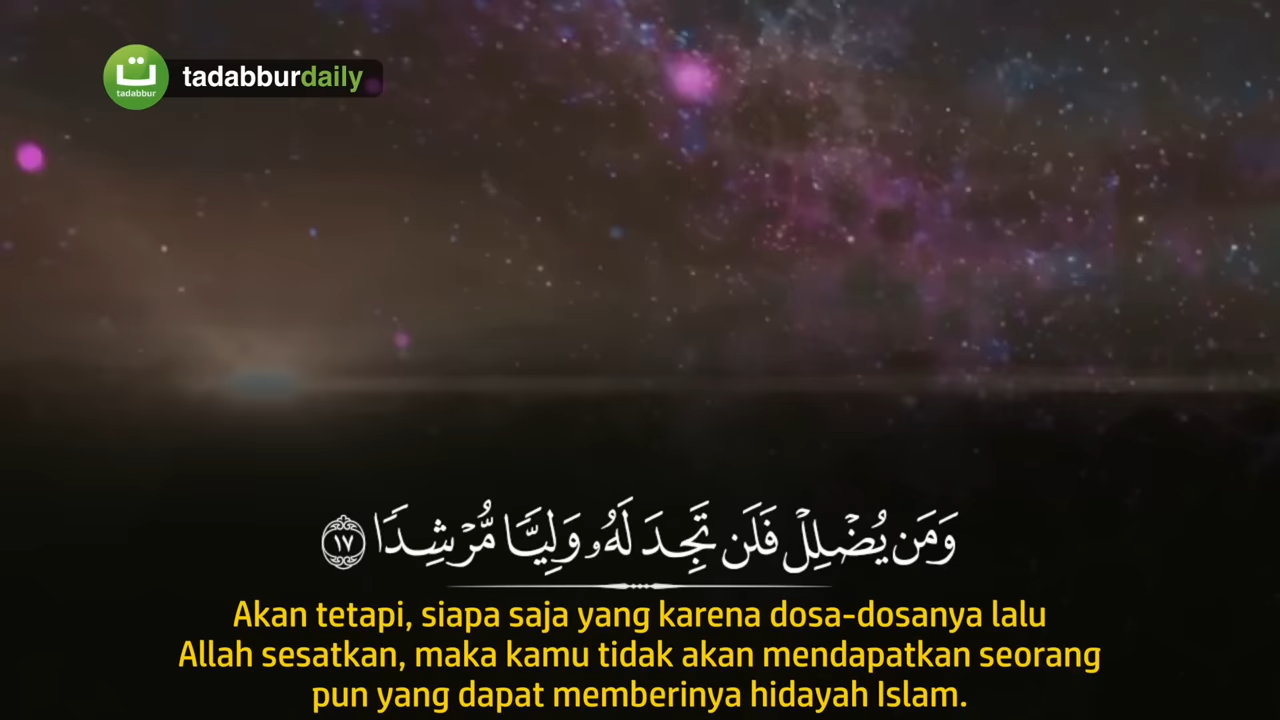 ت
tadabbur
tadabburdaily
وَمَن يُضْلِلْ فَلَن تَجِدَ لَهُۥ وَلِيًّا مُّرْشِدًا ١٧
Akan tetapi, siapa saja yang karena dosa-dosanya lalu
Allah sesatkan, maka kamu tidak akan mendapatkan seorang
pun yang dapat memberinya hidayah Islam.